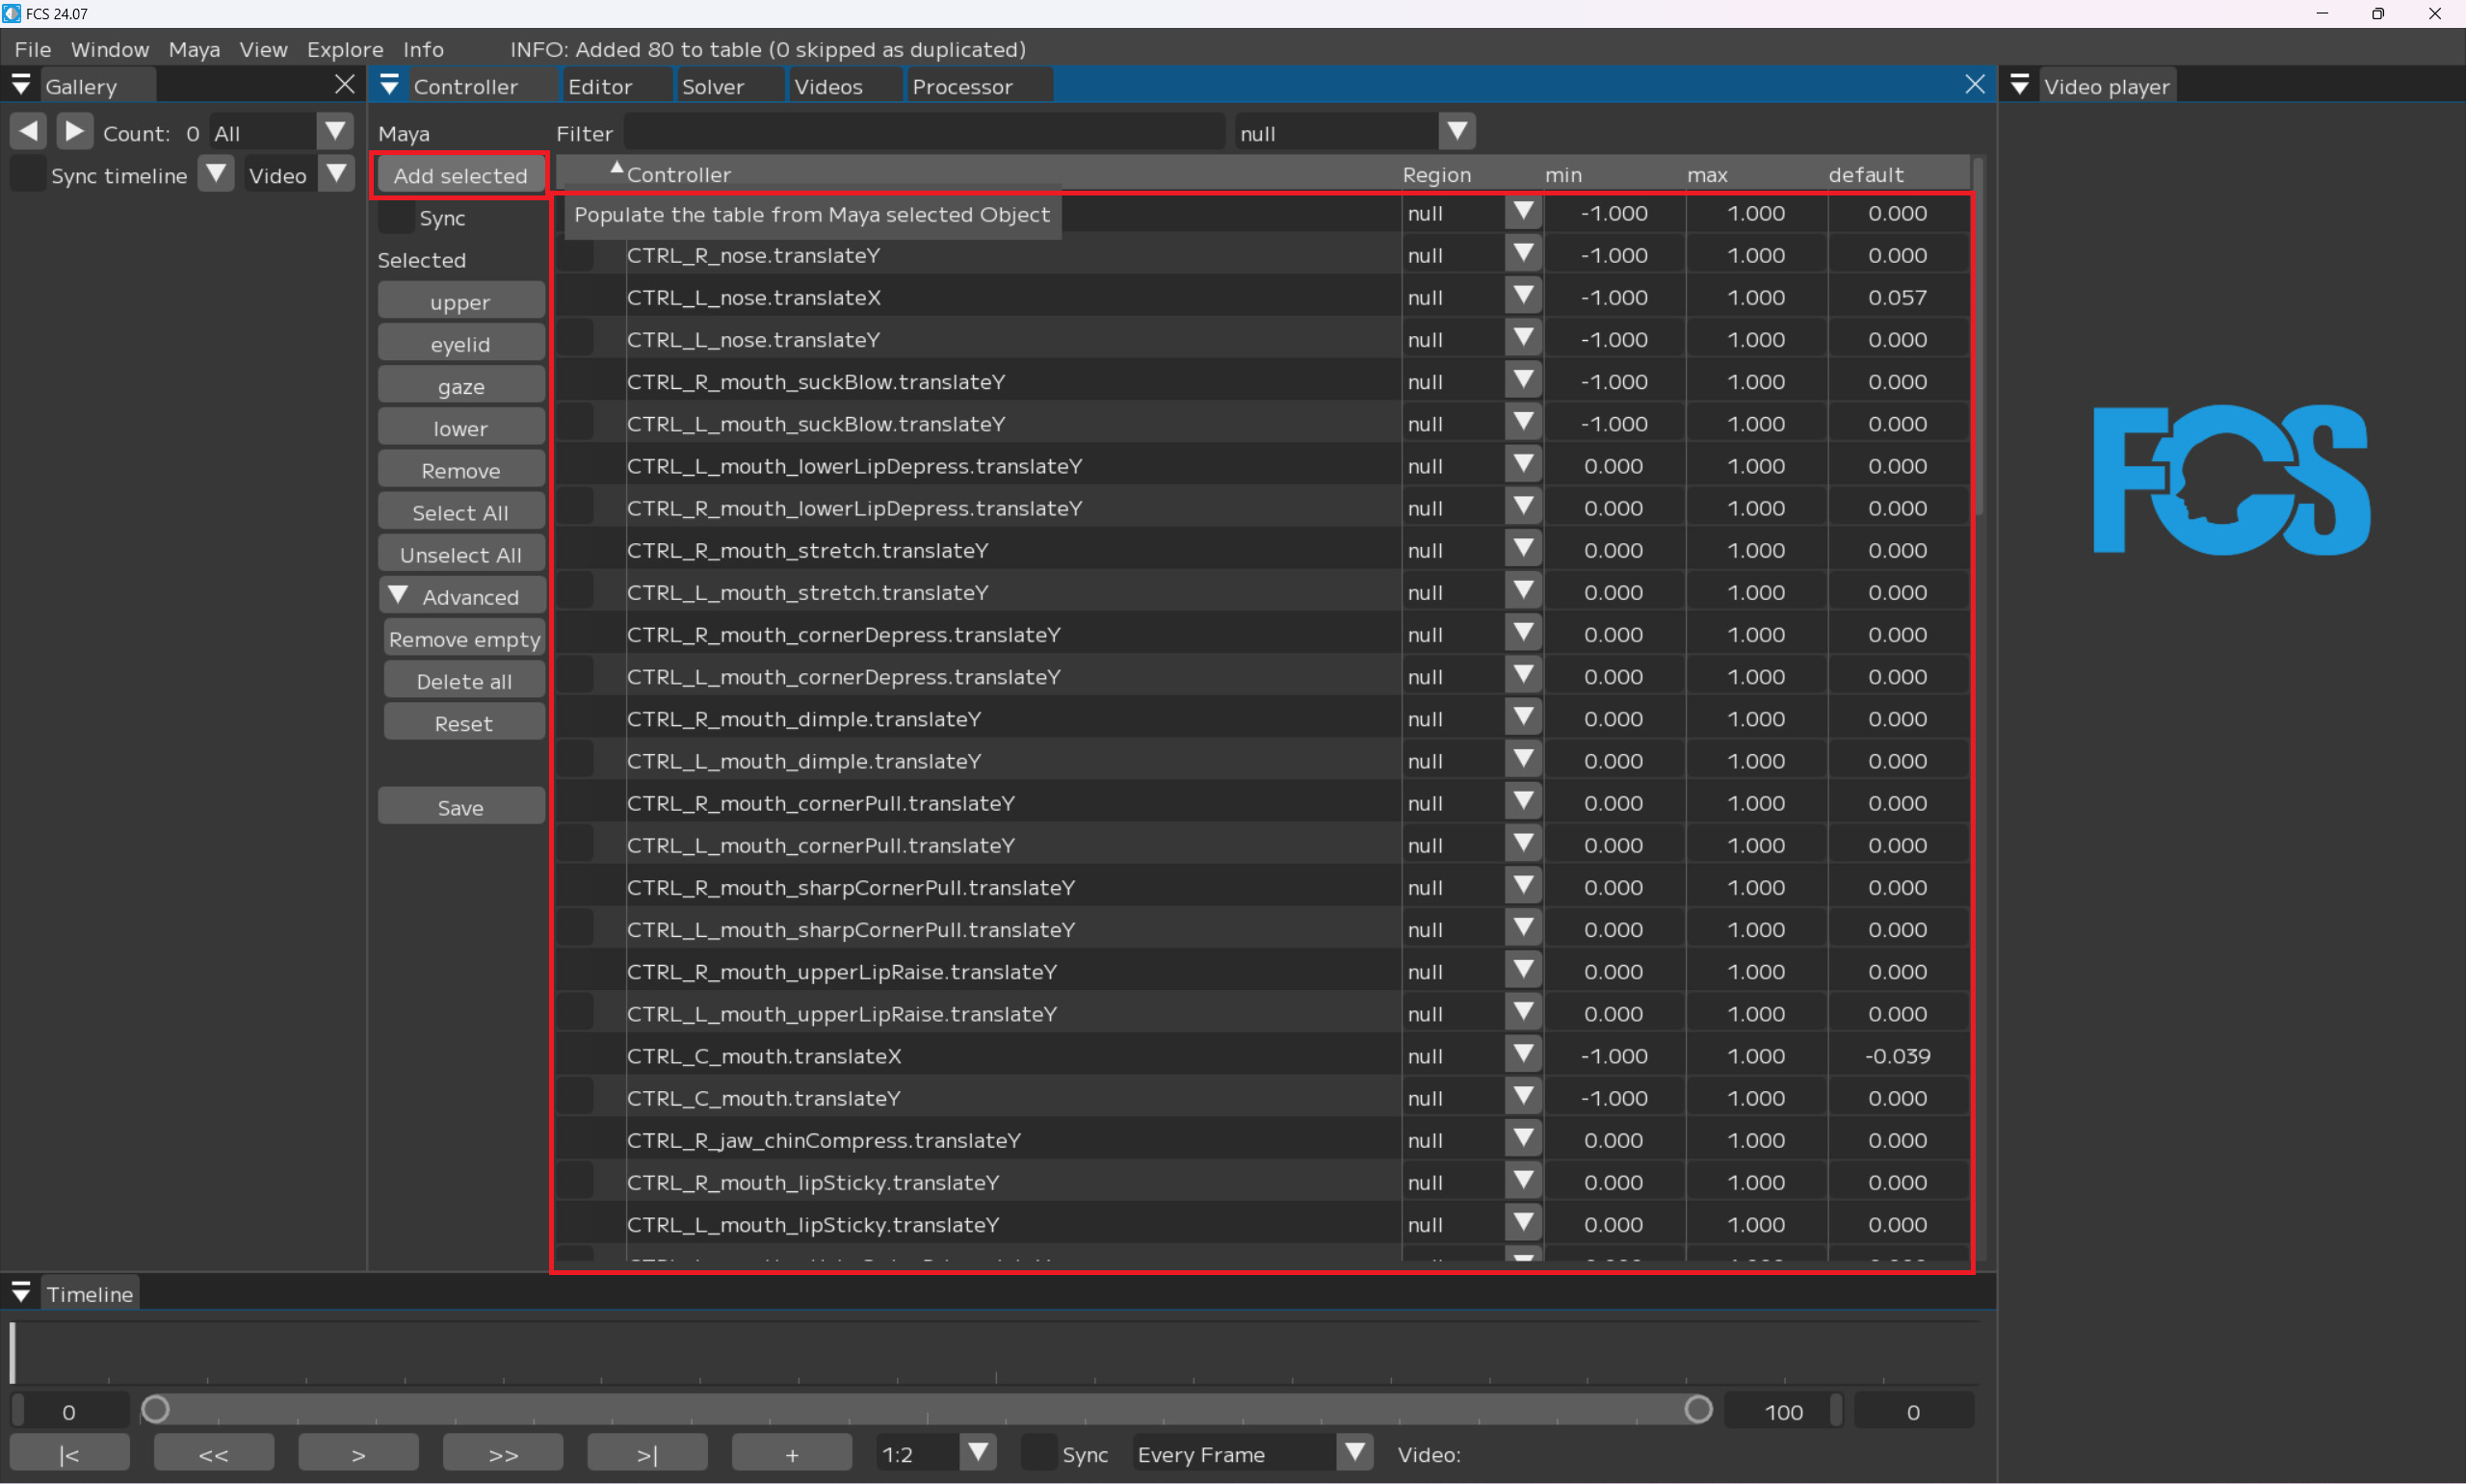 FCS 24.07
File Window Maya View Explore Info INFO: Added 80 to table (0 skipped as duplicated)
Gallery
Controller Editor Solver Videos Processor
Video player
Count: 0 All
Sync timeline Video
Maya Filter null
Add selected
Controller Region min max default
Populate the table from Maya selected Object
null -1.000 1.000 0.000
Sync
Selected
upper
eyelid
gaze
lower
Remove
Select All
Unselect All
Advanced
Remove empty
Delete all
Reset
Save
CTRL_R_nose.translateY null -1.000 1.000 0.000
CTRL_L_nose.translateX null -1.000 1.000 0.057
CTRL_L_nose.translateY null -1.000 1.000 0.000
CTRL_R_mouth_suckBlow.translateY null -1.000 1.000 0.000
CTRL_L_mouth_suckBlow.translateY null -1.000 1.000 0.000
CTRL_L_mouth_lowerLipDepress.translateY null 0.000 1.000 0.000
CTRL_R_mouth_lowerLipDepress.translateY null 0.000 1.000 0.000
CTRL_R_mouth_stretch.translateY null 0.000 1.000 0.000
CTRL_L_mouth_stretch.translateY null 0.000 1.000 0.000
CTRL_R_mouth_cornerDepress.translateY null 0.000 1.000 0.000
CTRL_L_mouth_cornerDepress.translateY null 0.000 1.000 0.000
CTRL_R_mouth_dimple.translateY null 0.000 1.000 0.000
CTRL_L_mouth_dimple.translateY null 0.000 1.000 0.000
CTRL_R_mouth_cornerPull.translateY null 0.000 1.000 0.000
CTRL_L_mouth_cornerPull.translateY null 0.000 1.000 0.000
CTRL_R_mouth_sharpCornerPull.translateY null 0.000 1.000 0.000
CTRL_L_mouth_sharpCornerPull.translateY null 0.000 1.000 0.000
CTRL_R_mouth_upperLipRaise.translateY null 0.000 1.000 0.000
CTRL_L_mouth_upperLipRaise.translateY null 0.000 1.000 0.000
CTRL_C_mouth.translateX null -1.000 1.000 -0.039
CTRL_C_mouth.translateY null -1.000 1.000 0.000
CTRL_R_jaw_chinCompress.translateY null 0.000 1.000 0.000
CTRL_R_mouth_lipSticky.translateY null 0.000 1.000 0.000
CTRL_L_mouth_lipSticky.translateY null 0.000 1.000 0.000
FCS
Timeline
0 100 0
|< << > >> >| + 1:2 Sync Every Frame Video: